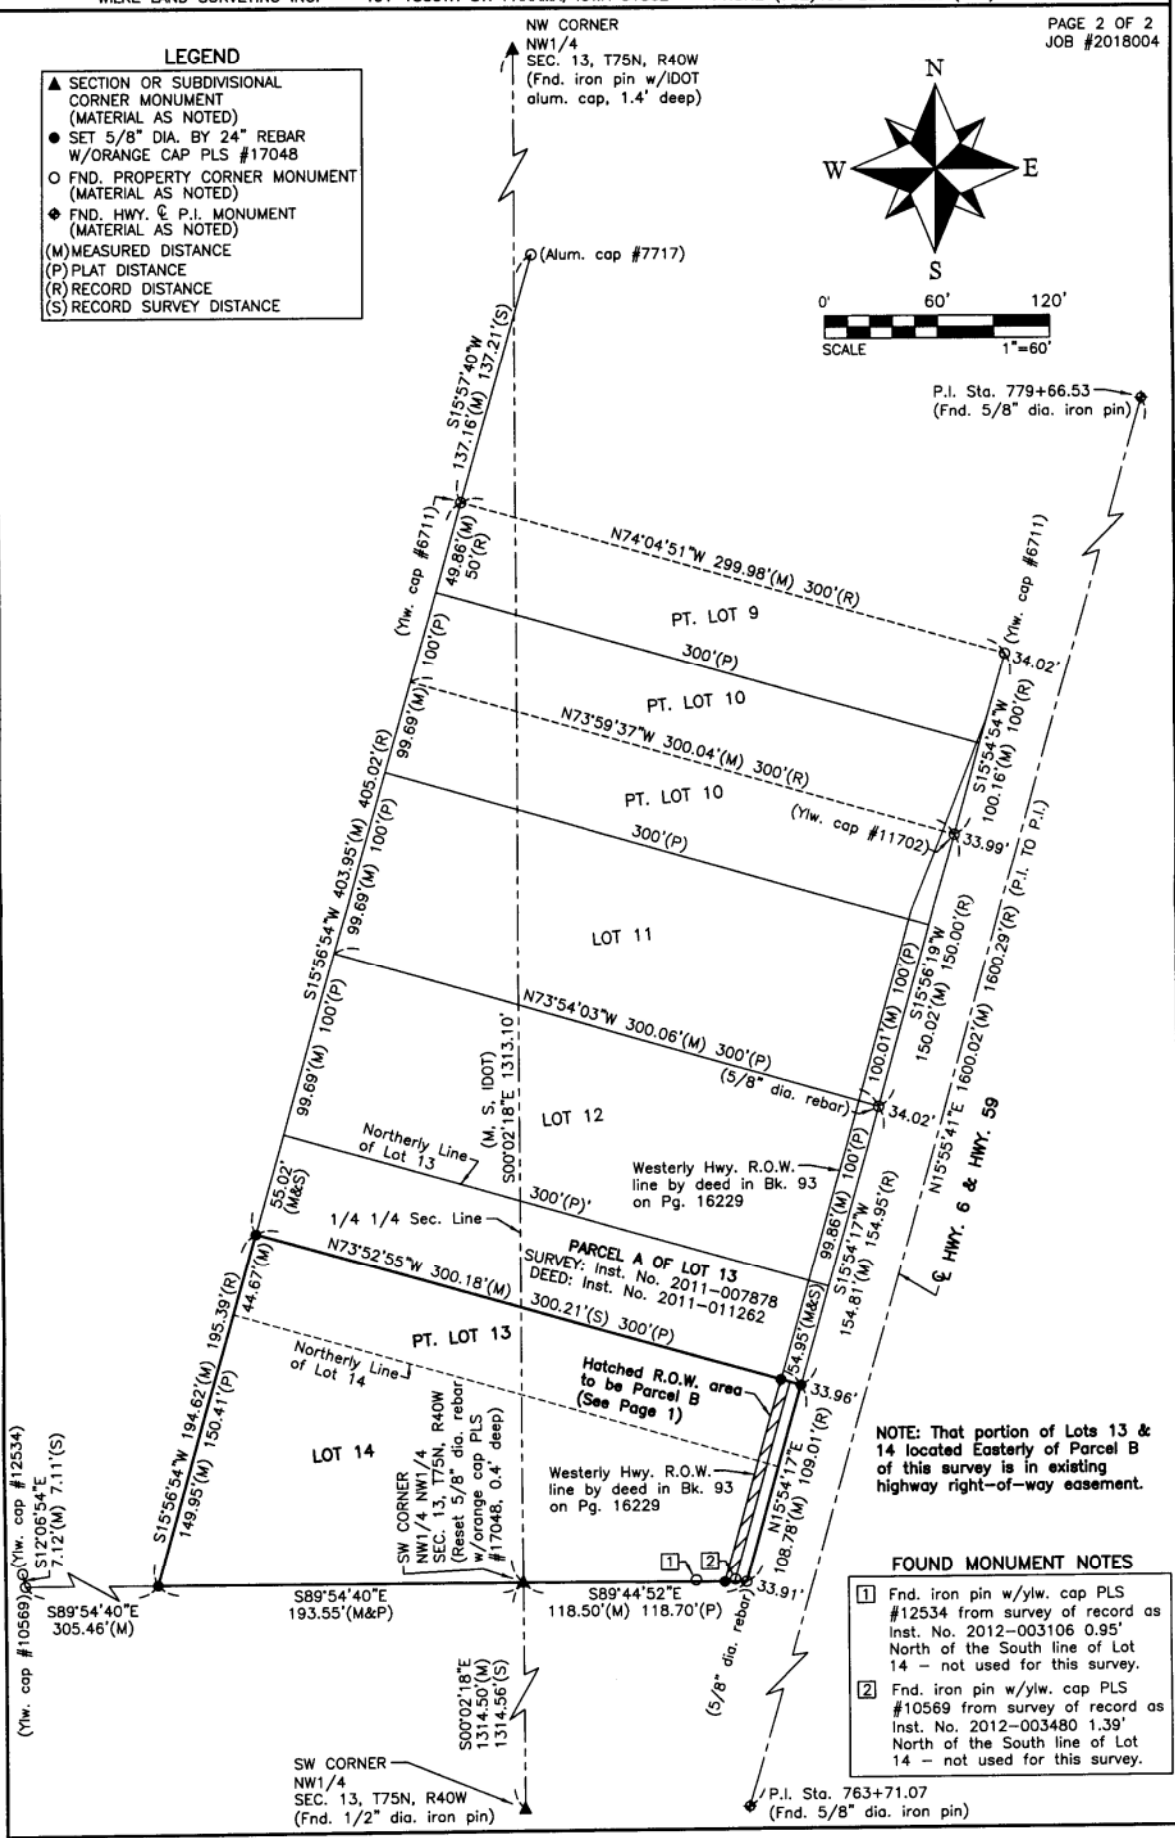 PAGE 2 OF 2
JOB #2018004
NW CORNER
NW1/4
SEC. 13, T75N, R40W
(Fnd. iron pin w/IDOT
alum. cap, 1.4' deep)
LEGEND
SECTION OR SUBDIVISIONAL
CORNER MONUMENT
(MATERIAL AS NOTED)
SET 5/8" DIA. BY 24" REBAR
W/ORANGE CAP PLS #17048
FND. PROPERTY CORNER MONUMENT
(MATERIAL AS NOTED)
FND. HWY. ℄ P.I. MONUMENT
(MATERIAL AS NOTED)
(M) MEASURED DISTANCE
(P) PLAT DISTANCE
(R) RECORD DISTANCE
(S) RECORD SURVEY DISTANCE
N
W
E
S
0' 60' 120'
SCALE 1"=60'
(Alum. cap #7717)
S15°57'40"W
137.16'(M) 137.21'(S)
P.I. Sta. 779+66.53
(Fnd. 5/8" dia. iron pin)
(Ylw. cap #6711)
49.86'(M)
50'(R)
N74°04'51"W 299.98'(M) 300'(R)
(Ylw. cap #6711)
34.02'
PT. LOT 9
300'(P)
100'(P)
99.69'(M)
PT. LOT 10
N73°59'37"W 300.04'(M) 300'(R)
S15°54'54"W
100.16'(M) 100'(R)
PT. LOT 10
(Ylw. cap #11702)
33.99'
300'(P)
S15°56'54"W 403.95'(M) 405.02'(R)
99.69'(M) 100'(P)
LOT 11
100.01'(M) 100'(P)
S15°56'19"W
150.02'(M) 150.00'(R)
N15°55'41"E 1600.02'(M) 1600.29'(R) (P.I. TO P.I.)
N73°54'03"W 300.06'(M) 300'(P)
(5/8" dia. rebar)
34.02'
99.69'(M) 100'(P)
(M, S, IDOT)
S00°02'18"E 1313.10'
LOT 12
Northerly Line
of Lot 13
Westerly Hwy. R.O.W.
line by deed in Bk. 93
on Pg. 16229
99.86'(M) 100'(P)
S15°54'17"W
154.81'(M) 154.95'(R)
℄ HWY. 6 & HWY. 59
55.02'
(M&S)
300'(P)'
1/4 1/4 Sec. Line
PARCEL A OF LOT 13
SURVEY: Inst. No. 2011-007878
DEED: Inst. No. 2011-011262
N73°52'55"W 300.18'(M) 300.21'(S) 300'(P)
54.95'(M&S)
33.96'
44.67'(M)
PT. LOT 13
Northerly Line
of Lot 14
Hatched R.O.W. area
to be Parcel B
(See Page 1)
S15°56'54"W 194.62'(M) 195.39'(R)
149.95'(M) 150.41'(P)
LOT 14
SW CORNER
NW1/4 NW1/4
SEC. 13, T75N, R40W
(Reset 5/8" dia. rebar
w/orange cap PLS
#17048, 0.4' deep)
Westerly Hwy. R.O.W.
line by deed in Bk. 93
on Pg. 16229
N15°54'17"E
108.78'(M) 109.01'(R)
NOTE: That portion of Lots 13 &
14 located Easterly of Parcel B
of this survey is in existing
highway right-of-way easement.
(Ylw. cap #12534)
S12°06'54"E
7.12'(M) 7.11'(S)
(Ylw. cap #10569)
S89°54'40"E
305.46'(M)
S89°54'40"E
193.55'(M&P)
1
2
S89°44'52"E
118.50'(M) 118.70'(P)
33.91'
(5/8" dia. rebar)
S00°02'18"E
1314.50'(M)
1314.56'(S)
SW CORNER
NW1/4
SEC. 13, T75N, R40W
(Fnd. 1/2" dia. iron pin)
P.I. Sta. 763+71.07
(Fnd. 5/8" dia. iron pin)
FOUND MONUMENT NOTES
1 Fnd. iron pin w/ylw. cap PLS
#12534 from survey of record as
Inst. No. 2012-003106 0.95'
North of the South line of Lot
14 – not used for this survey.
2 Fnd. iron pin w/ylw. cap PLS
#10569 from survey of record as
Inst. No. 2012-003480 1.39'
North of the South line of Lot
14 – not used for this survey.